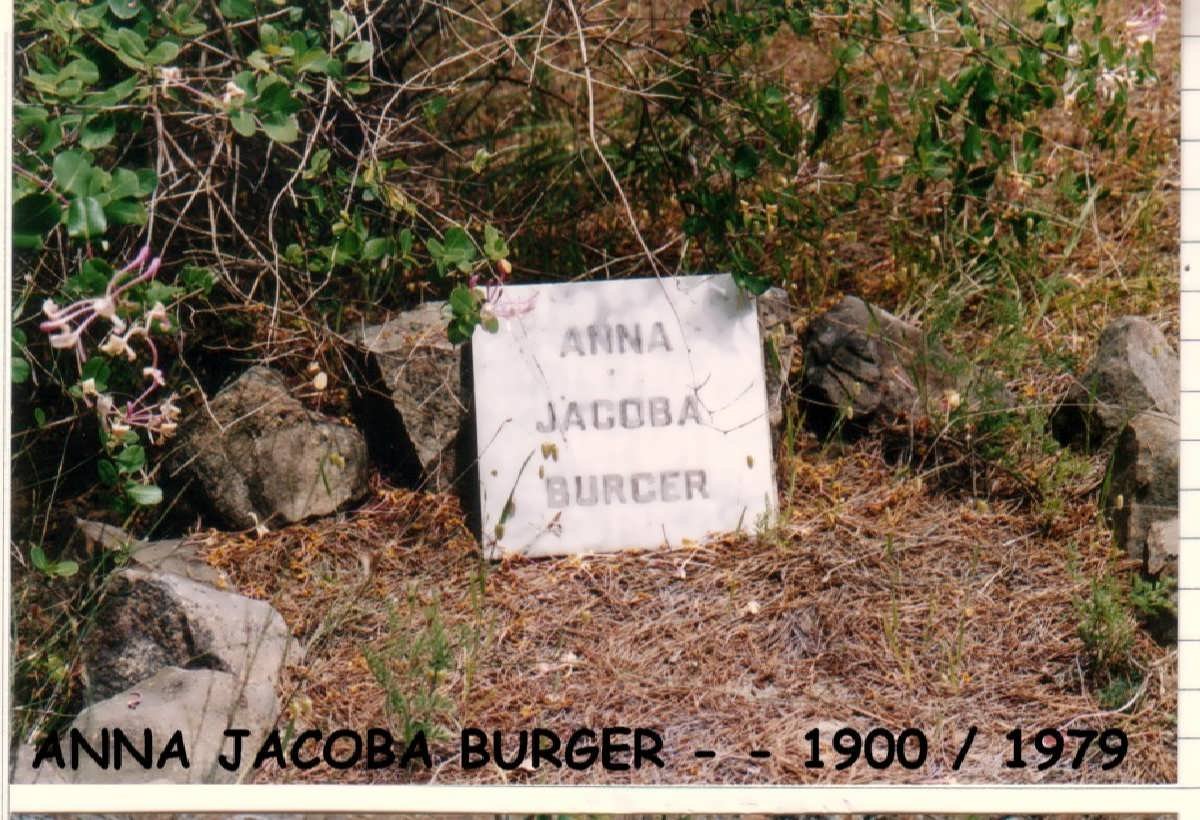 ANNA
JACOBA
BURGER
ANNA JACOBA BURGER - - 1900 / 1979